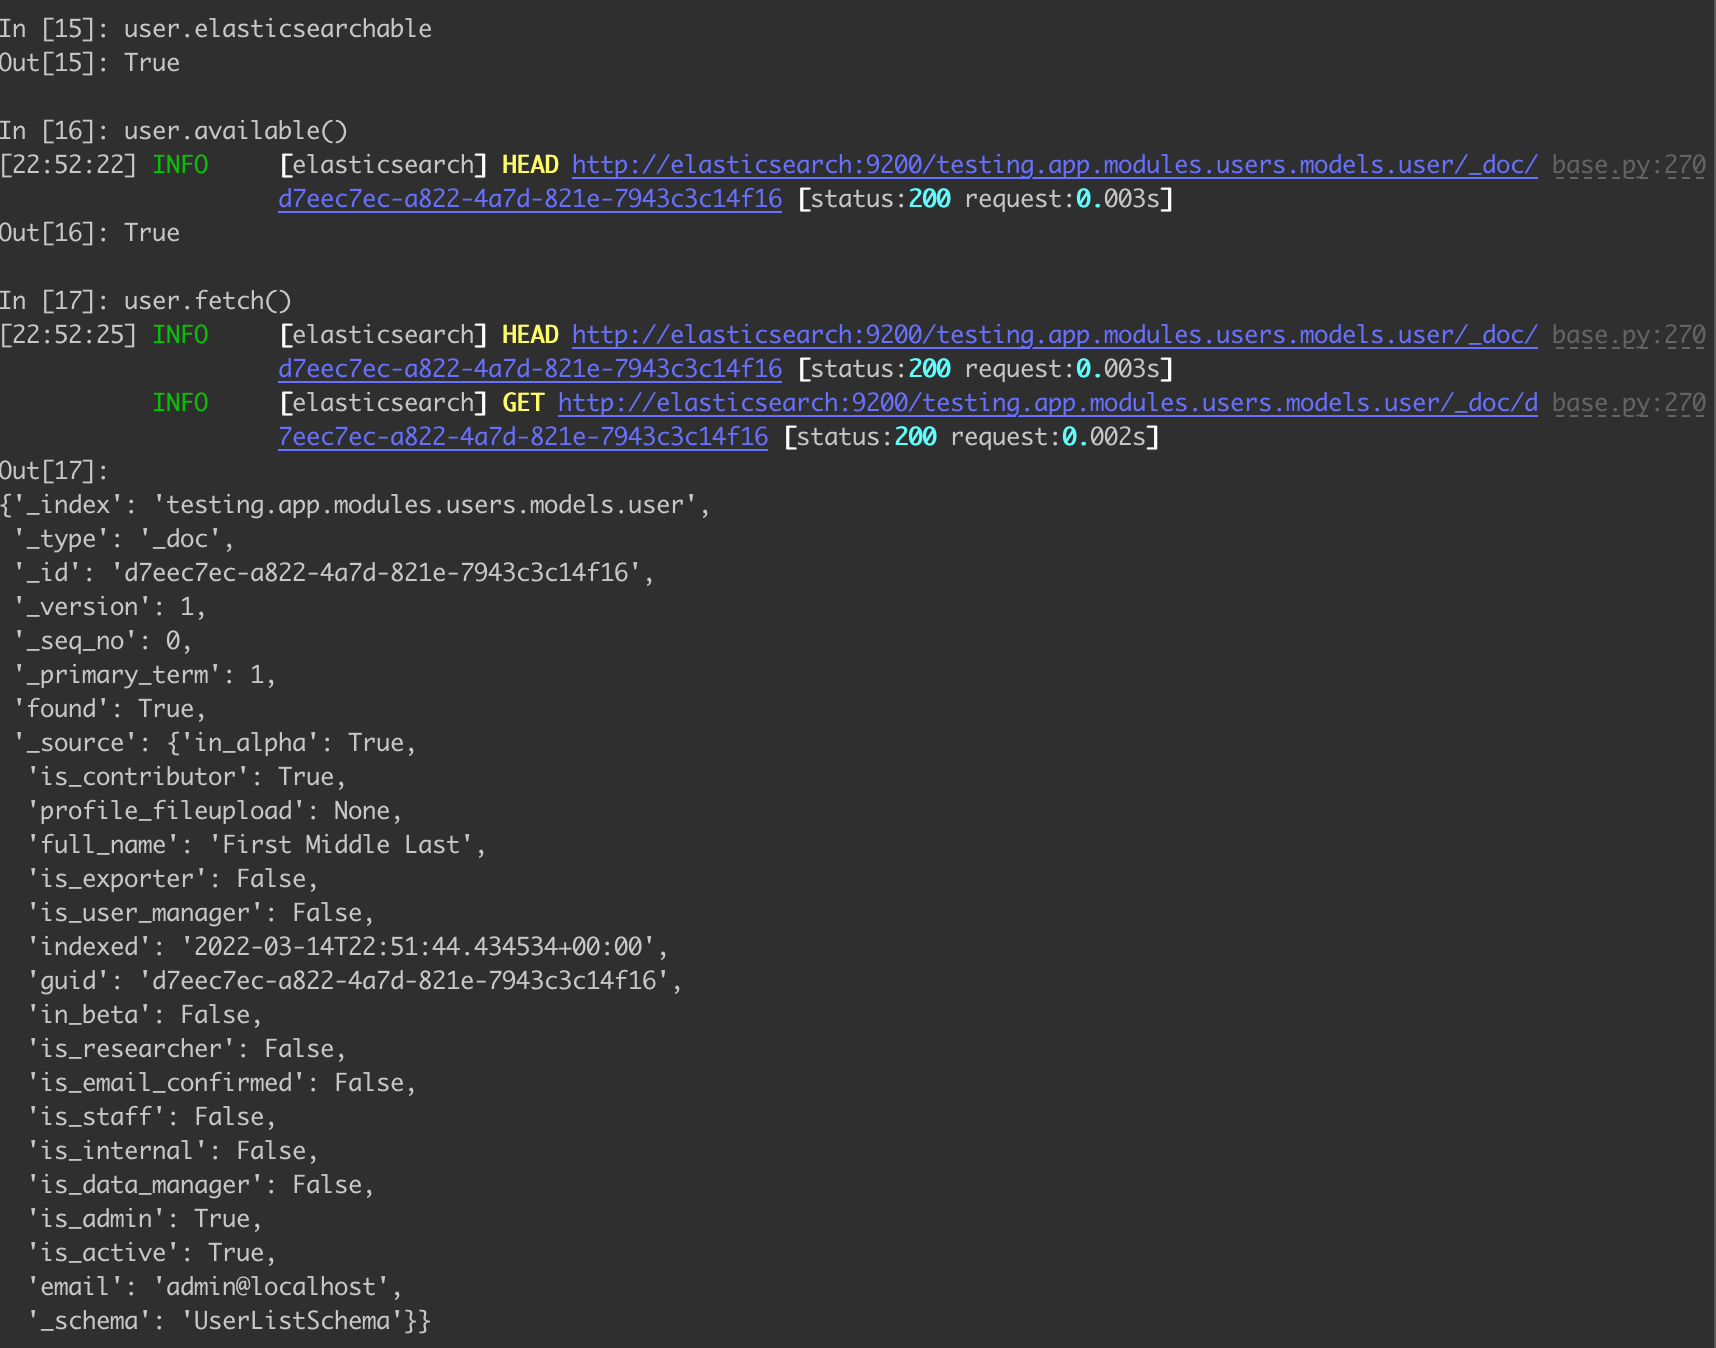 In [15]: user.elasticsearchable
Out[15]: True
In [16]: user.available()
[22:52:22] INFO [elasticsearch] HEAD http://elasticsearch:9200/testing.app.modules.users.models.user/_doc/ base.py:270
d7eec7ec-a822-4a7d-821e-7943c3c14f16 [status:200 request:0.003s]
Out[16]: True
In [17]: user.fetch()
[22:52:25] INFO [elasticsearch] HEAD http://elasticsearch:9200/testing.app.modules.users.models.user/_doc/ base.py:270
d7eec7ec-a822-4a7d-821e-7943c3c14f16 [status:200 request:0.003s]
INFO [elasticsearch] GET http://elasticsearch:9200/testing.app.modules.users.models.user/_doc/d base.py:270
7eec7ec-a822-4a7d-821e-7943c3c14f16 [status:200 request:0.002s]
Out[17]:
{'_index': 'testing.app.modules.users.models.user',
'_type': '_doc',
'_id': 'd7eec7ec-a822-4a7d-821e-7943c3c14f16',
'_version': 1,
'_seq_no': 0,
'_primary_term': 1,
'found': True,
'_source': {'in_alpha': True,
'is_contributor': True,
'profile_fileupload': None,
'full_name': 'First Middle Last',
'is_exporter': False,
'is_user_manager': False,
'indexed': '2022-03-14T22:51:44.434534+00:00',
'guid': 'd7eec7ec-a822-4a7d-821e-7943c3c14f16',
'in_beta': False,
'is_researcher': False,
'is_email_confirmed': False,
'is_staff': False,
'is_internal': False,
'is_data_manager': False,
'is_admin': True,
'is_active': True,
'email': 'admin@localhost',
'_schema': 'UserListSchema'}}